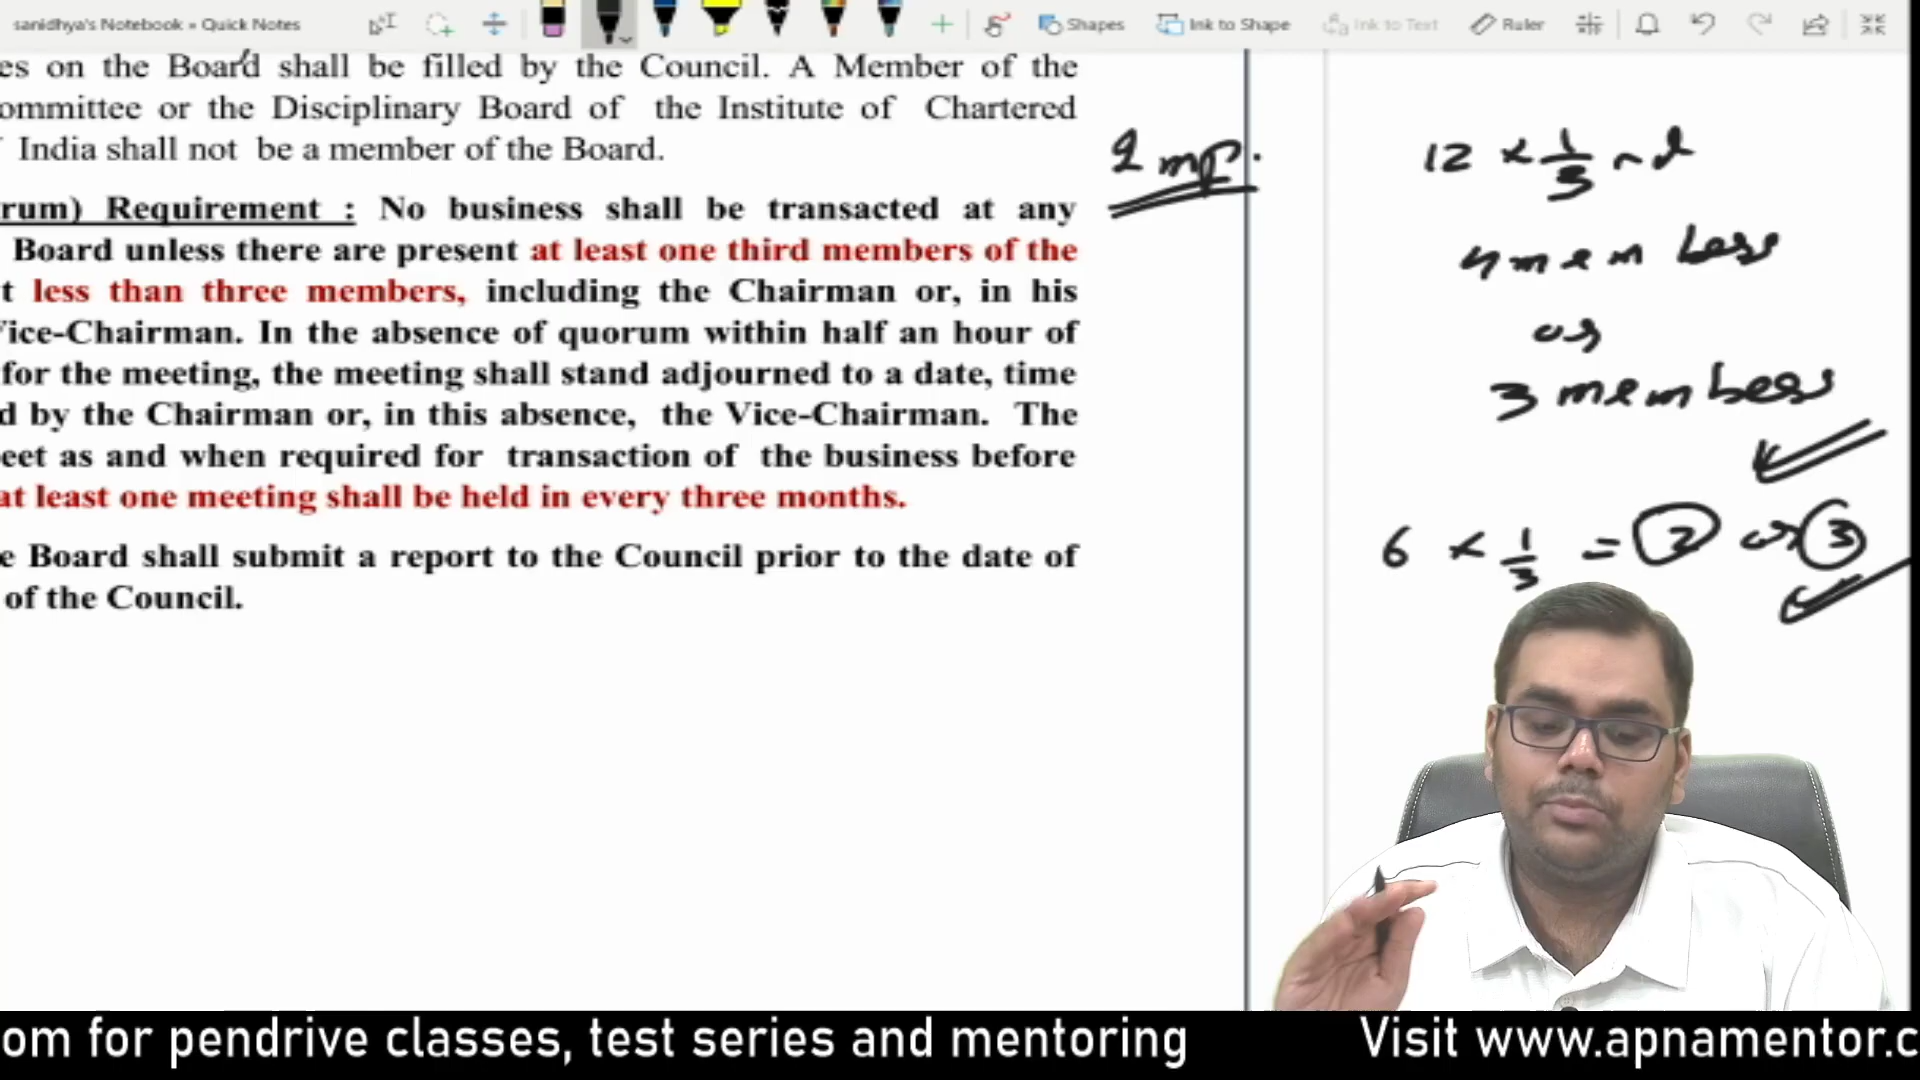 sanidhya's Notebook » Quick Notes
Shapes
Ink to Shape
Ink to Text
Ruler
es on the Board shall be filled by the Council. A Member of the
ommittee or the Disciplinary Board of the Institute of Chartered
India shall not be a member of the Board.
rum) Requirement : No business shall be transacted at any
Board unless there are present at least one third members of the
t less than three members, including the Chairman or, in his
ice-Chairman. In the absence of quorum within half an hour of
for the meeting, the meeting shall stand adjourned to a date, time
d by the Chairman or, in this absence, the Vice-Chairman. The
eet as and when required for transaction of the business before
at least one meeting shall be held in every three months.
e Board shall submit a report to the Council prior to the date of
of the Council.
Imp.
12 × 1/3 rd
4 members
or
3 members
6 × 1/3 = 2 or 3
om for pendrive classes, test series and mentoring
Visit www.apnamentor.c